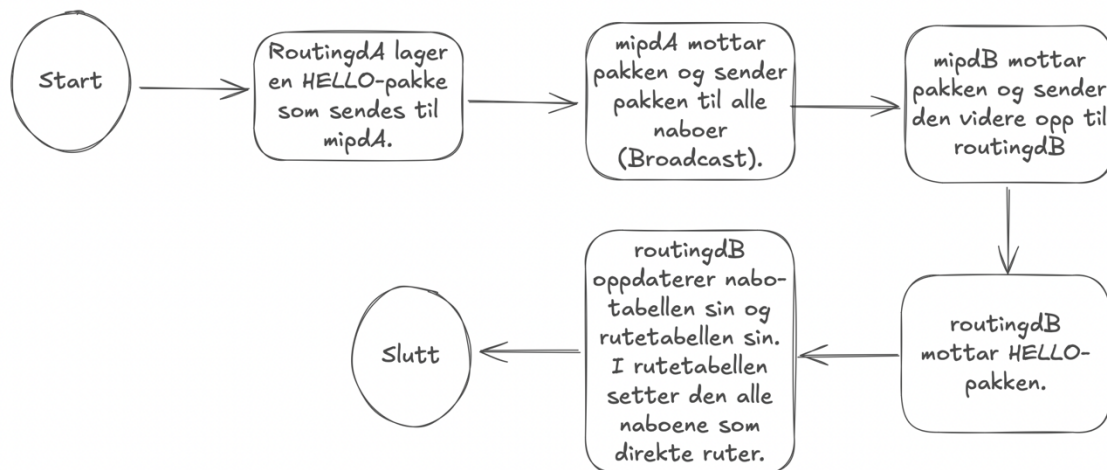 Start
RoutingdA lager
en HELLO-pakke
som sendes til
mipdA.
mipdA mottar
pakken og sender
pakken til alle
naboer
(Broadcast).
mipdB mottar
pakken og sender
den videre opp til
routingdB
routingdB
mottar HELLO-
pakken.
routingdB
oppdaterer nabo-
tabellen sin og
rutetabellen sin.
I rutetabellen
setter den alle
naboene som
direkte ruter.
Slutt